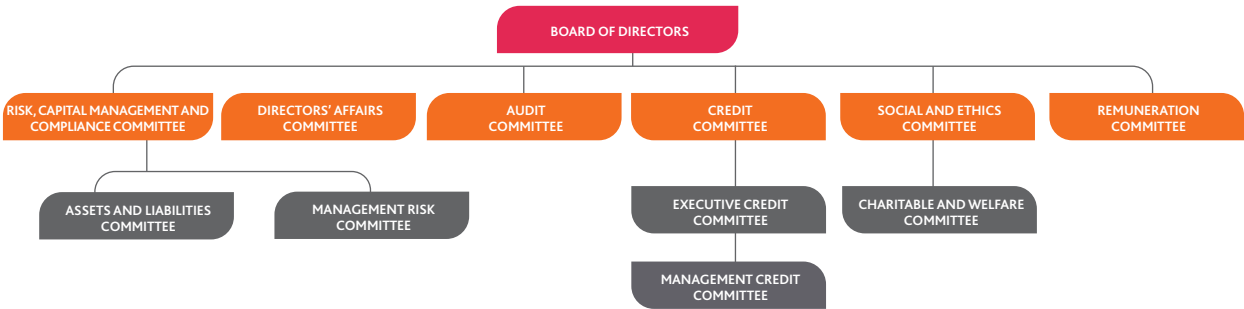 BOARD OF DIRECTORS
RISK, CAPITAL MANAGEMENT AND
COMPLIANCE COMMITTEE
DIRECTORS’ AFFAIRS
COMMITTEE
AUDIT
COMMITTEE
CREDIT
COMMITTEE
SOCIAL AND ETHICS
COMMITTEE
REMUNERATION
COMMITTEE
ASSETS AND LIABILITIES
COMMITTEE
MANAGEMENT RISK
COMMITTEE
EXECUTIVE CREDIT
COMMITTEE
CHARITABLE AND WELFARE
COMMITTEE
MANAGEMENT CREDIT
COMMITTEE